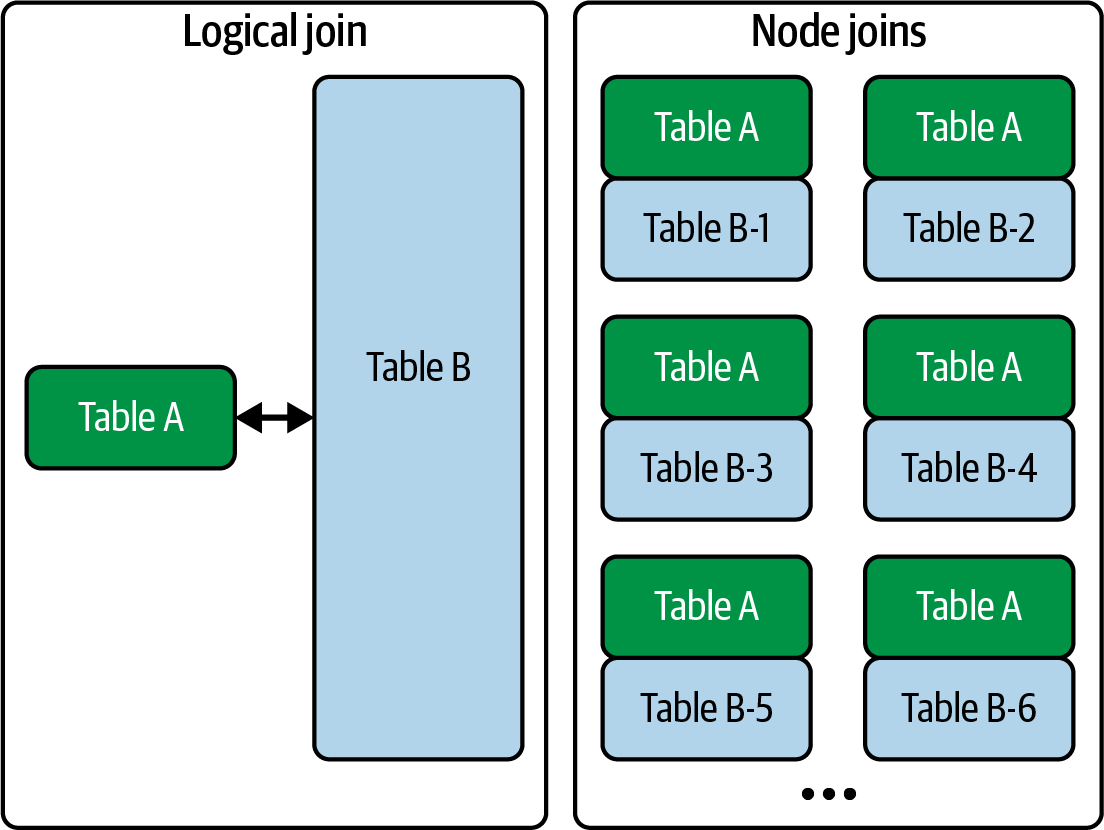 Logical join
Table A
Table B
Node joins
Table A
Table A
Table B-1
Table B-2
Table A
Table A
Table B-3
Table B-4
Table A
Table A
Table B-5
Table B-6
...